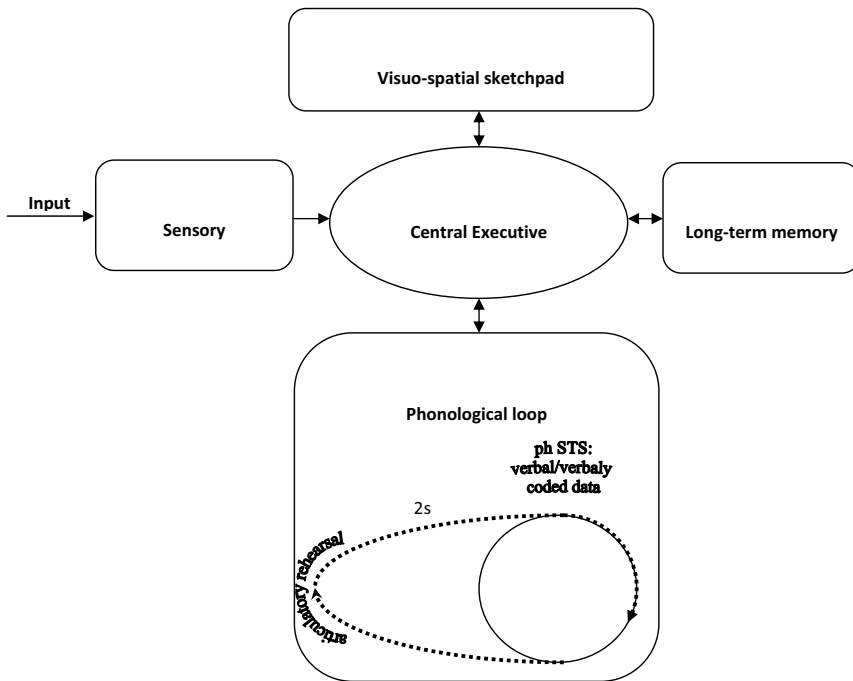 Visuo-spatial sketchpad
Input
Sensory
Central Executive
Long-term memory
Phonological loop
ph STS:
verbal/verbaly
coded data
2s
articulatory rehearsal